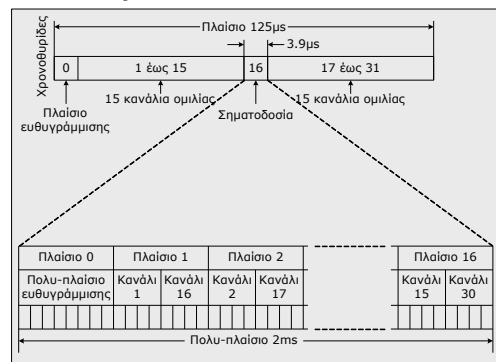 Πλαίσιο 125μs
3.9μs
Χρονοθυρίδες
0 1 έως 15 16 17 έως 31
15 κανάλια ομιλίας 15 κανάλια ομιλίας
Πλαίσιο
ευθυγράμμισης
Σηματοδοσία
Πλαίσιο 0 Πλαίσιο 1 Πλαίσιο 2 Πλαίσιο 16
Πολυ-πλαίσιο Κανάλι Κανάλι Κανάλι Κανάλι Κανάλι Κανάλι
ευθυγράμμισης 1 16 2 17 15 30
Πολυ-πλαίσιο 2ms